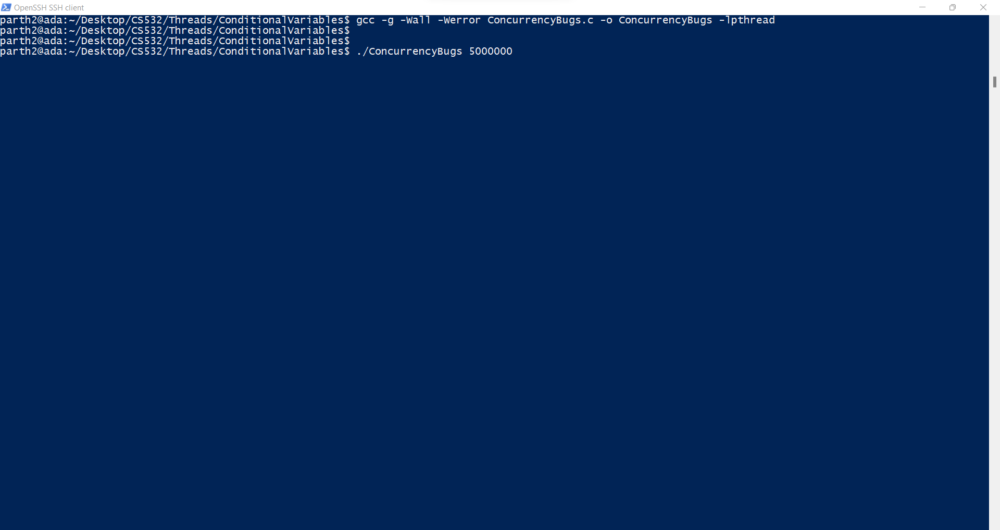 OpenSSH SSH client
parth2@ada:~/Desktop/CS532/Threads/ConditionalVariables$ gcc -g -Wall -Werror ConcurrencyBugs.c -o ConcurrencyBugs -lpthread
parth2@ada:~/Desktop/CS532/Threads/ConditionalVariables$
parth2@ada:~/Desktop/CS532/Threads/ConditionalVariables$
parth2@ada:~/Desktop/CS532/Threads/ConditionalVariables$ ./ConcurrencyBugs 5000000